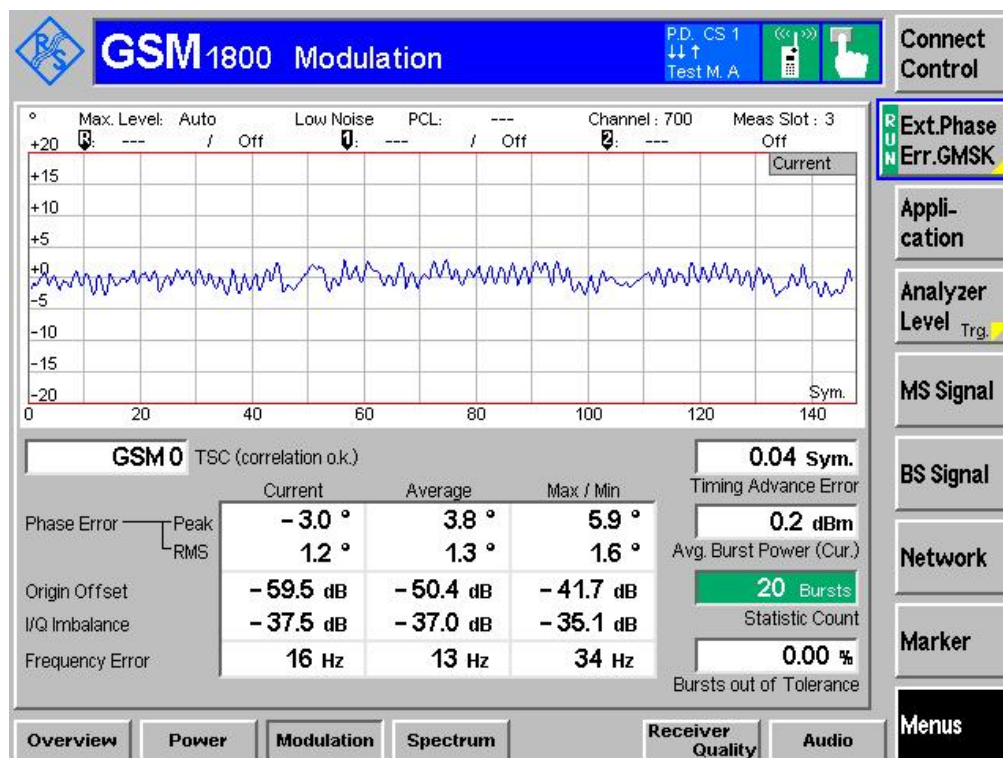 R&S
GSM 1800 Modulation
P.D. CS 1
Test M. A
Connect Control
° Max. Level: Auto Low Noise PCL: --- Channel : 700 Meas Slot : 3
R: --- / Off 1: --- / Off 2: --- Off
Current
+20
+15
+10
+5
+0
-5
-10
-15
-20
Sym.
0 20 40 60 80 100 120 140
RUN
Ext.Phase Err.GMSK
Appli-
cation
Analyzer Level Trg.
MS Signal
BS Signal
Network
Marker
Menus
GSM 0 TSC (correlation o.k.)
Current Average Max / Min
Phase Error Peak – 3.0 ° 3.8 ° 5.9 °
RMS 1.2 ° 1.3 ° 1.6 °
Origin Offset – 59.5 dB – 50.4 dB – 41.7 dB
I/Q Imbalance – 37.5 dB – 37.0 dB – 35.1 dB
Frequency Error 16 Hz 13 Hz 34 Hz
0.04 Sym.
Timing Advance Error
0.2 dBm
Avg. Burst Power (Cur.)
20 Bursts
Statistic Count
0.00 %
Bursts out of Tolerance
Overview Power Modulation Spectrum Receiver Quality Audio